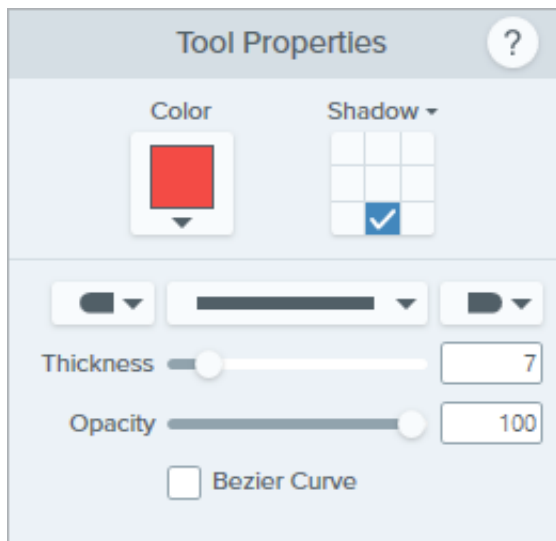 Tool Properties ?
Color Shadow
Thickness 7
Opacity 100
Bezier Curve